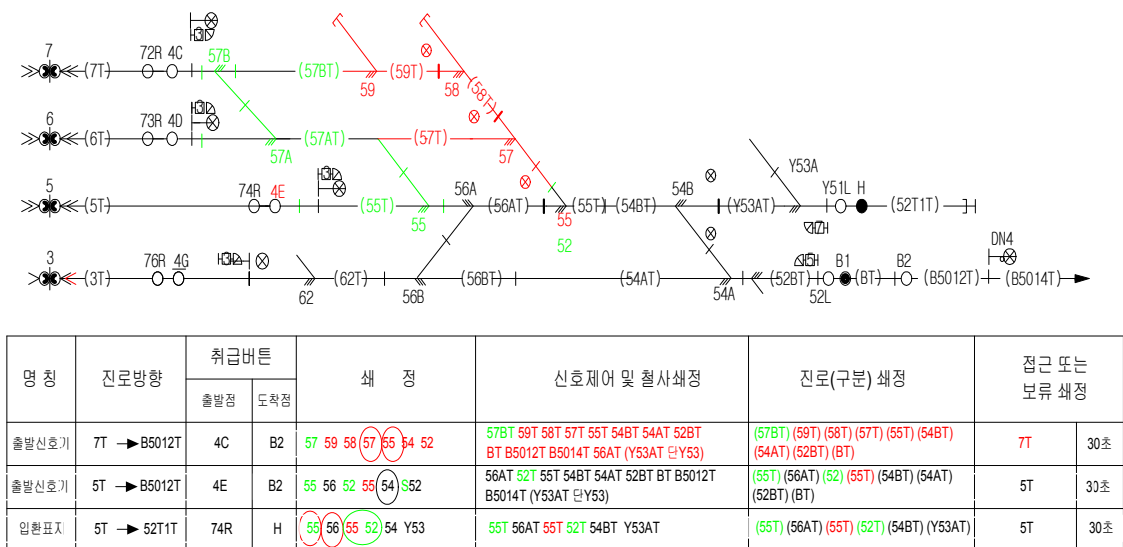 7
72R 4C
3
57B
(7T)
(57BT)
59
(59T)
58
(58T)
6
73R 4D
3
(6T)
57A
(57AT)
(57T)
57
5
74R 4E
3
(5T)
(55T)
55
56A
(56AT)
55
52
(55T)
(54BT)
54B
(Y53AT)
Y53A
Y51L H
(52T1T)
7
3
76R 4G
3
(3T)
62
(62T)
56B
(56BT)
(54AT)
54A
(52BT)
5
52L
B1
(BT)
B2
(B5012T)
DN4
(B5014T)
명 칭 진로방향 취급버튼 쇄 정 신호제어 및 철사쇄정 진로(구분) 쇄정 접근 또는
보류 쇄정
출발점 도착점
출발신호기 7T → B5012T 4C B2 57 59 58 57 55 54 52 57BT 59T 58T 57T 55T 54BT 54AT 52BT (57BT) (59T) (58T) (57T) (55T) (54BT) 7T 30초
BT B5012T B5014T 56AT (Y53AT 단Y53) (54AT) (52BT) (BT)
출발신호기 5T → B5012T 4E B2 55 56 52 55 54 S52 56AT 52T 55T 54BT 54AT 52BT BT B5012T (55T) (56AT) (52) (55T) (54BT) (54AT) 5T 30초
B5014T (Y53AT 단Y53) (52BT) (BT)
입환표지 5T → 52T1T 74R H 55 56 55 52 54 Y53 55T 56AT 55T 52T 54BT Y53AT (55T) (56AT) (55T) (52T) (54BT) (Y53AT) 5T 30초